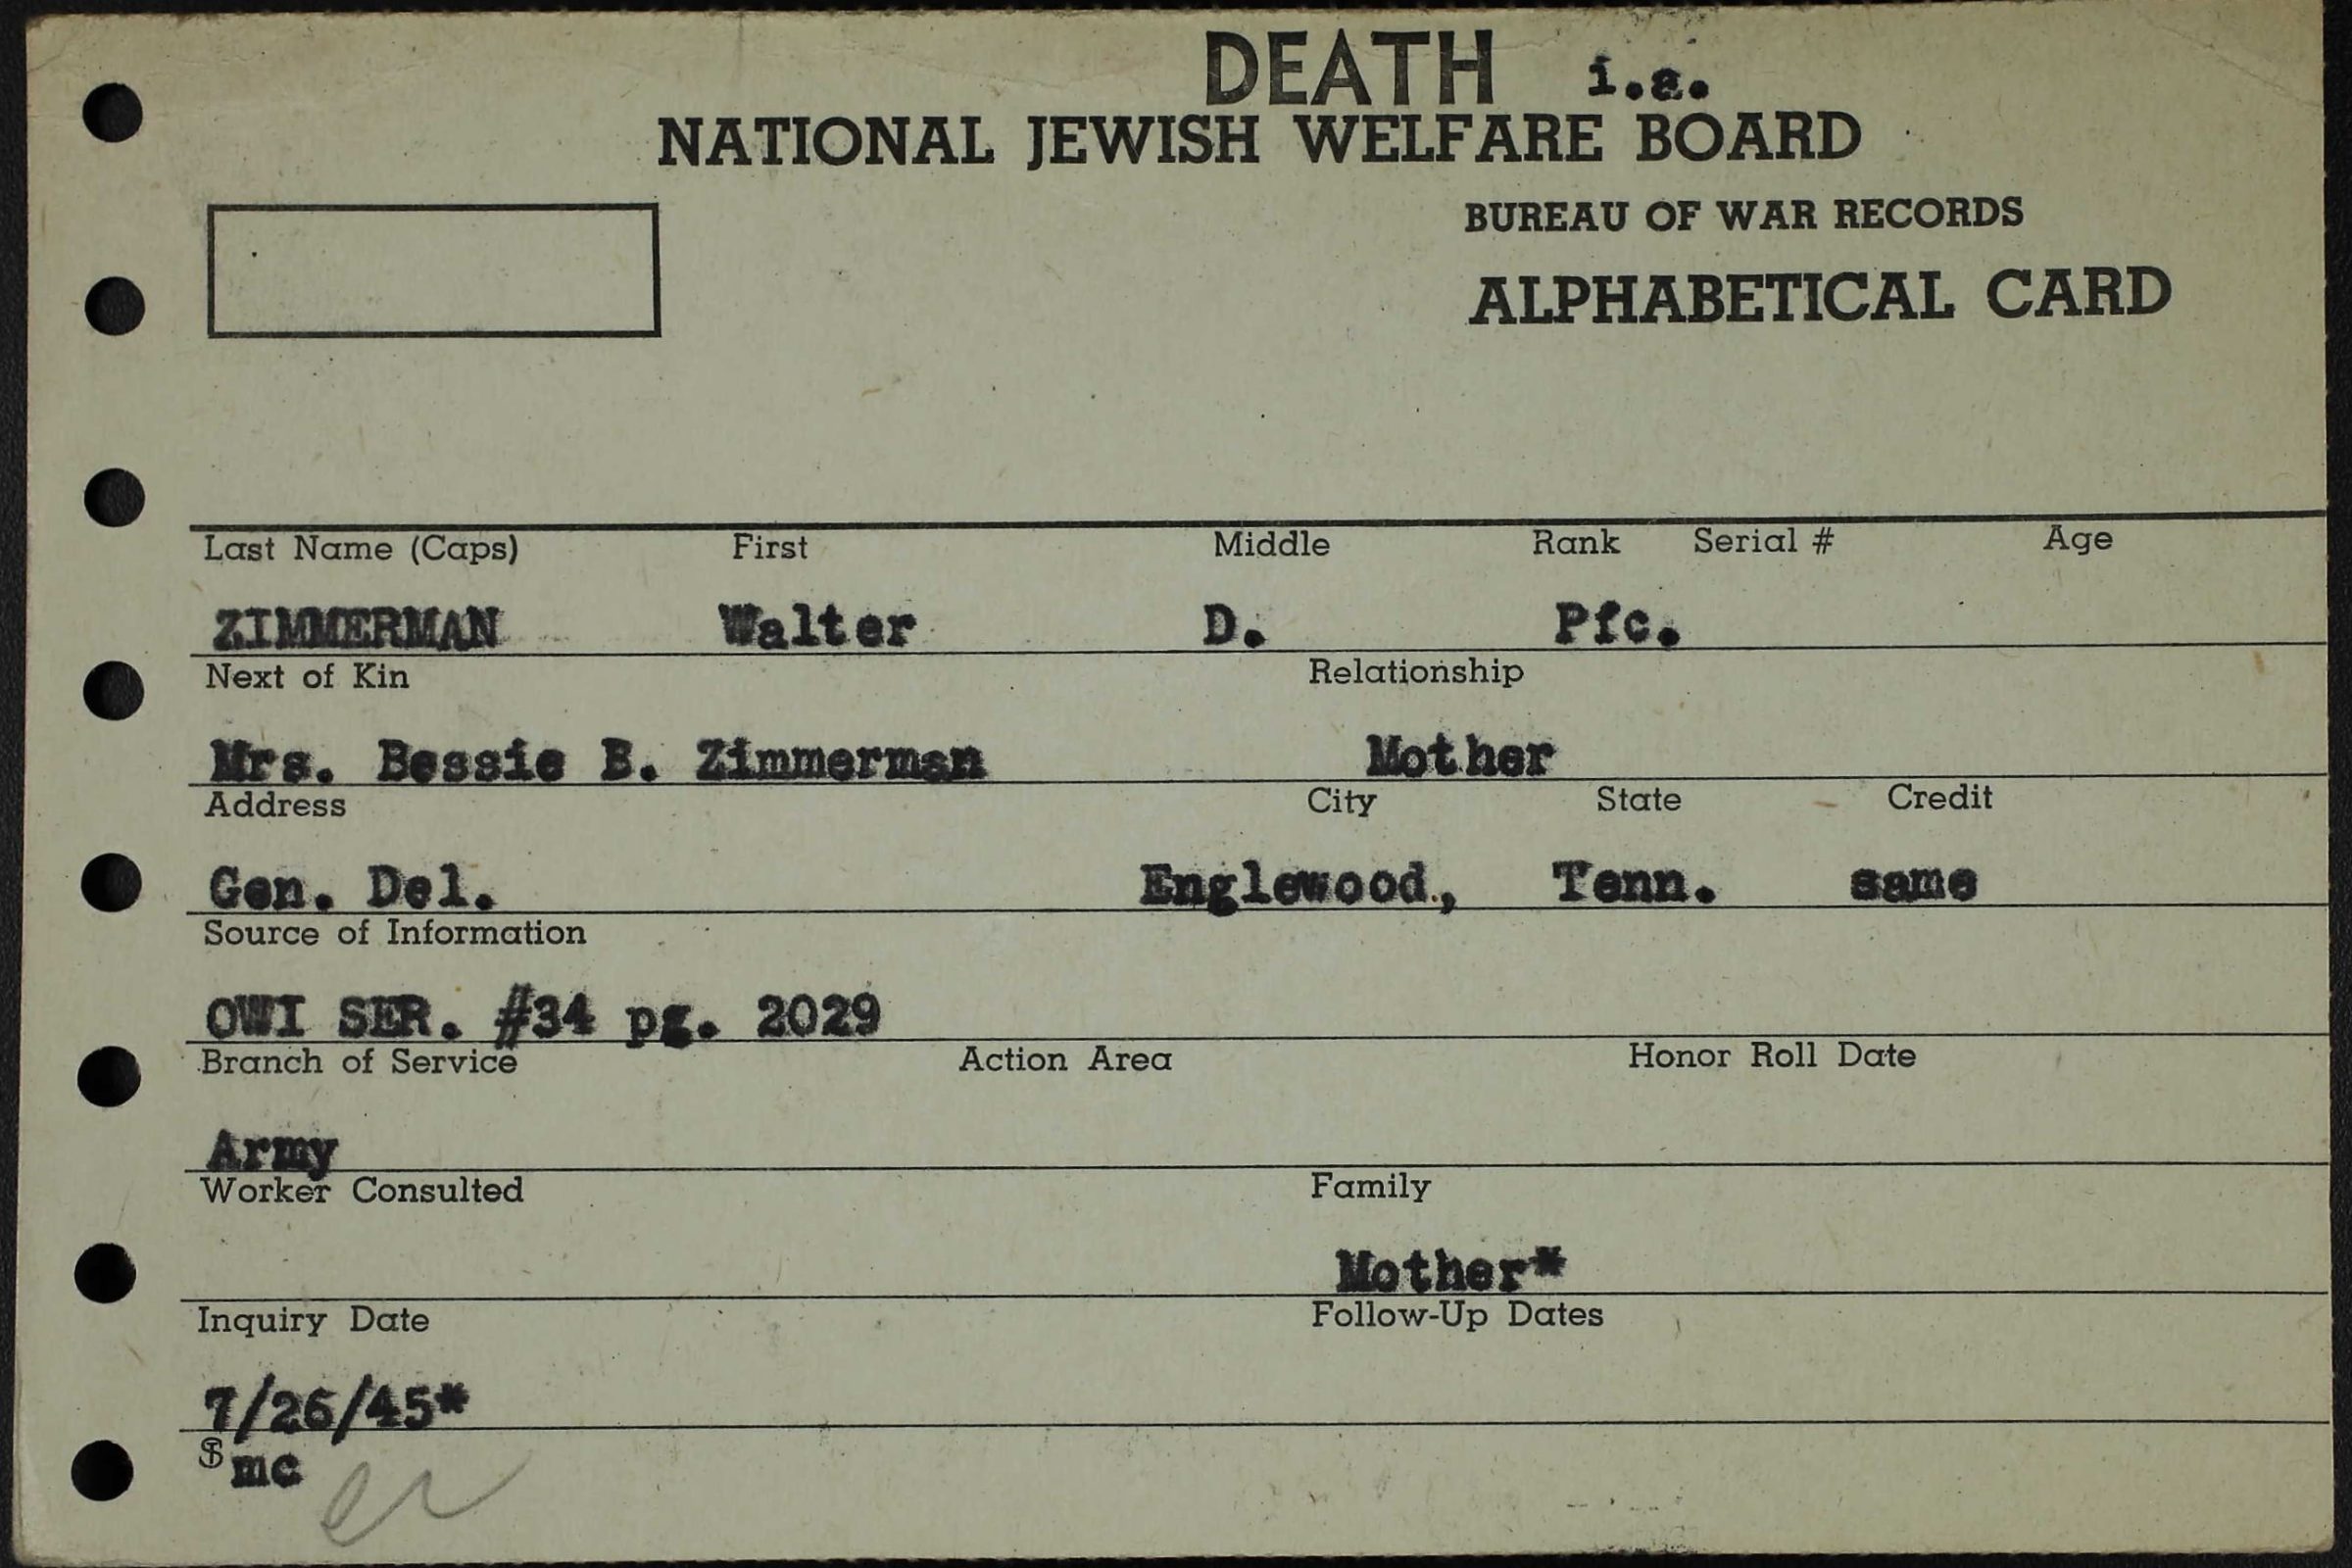 DEATH i.a.
NATIONAL JEWISH WELFARE BOARD
BUREAU OF WAR RECORDS
ALPHABETICAL CARD
Last Name (Caps) First Middle Rank Serial # Age
ZIMMERMAN Walter D. Pfc.
Next of Kin Relationship
Mrs. Bessie B. Zimmerman Mother
Address City State Credit
Gen. Del. Englewood, Tenn. same
Source of Information
OWI SER. #34 pg. 2029
Branch of Service Action Area Honor Roll Date
Army
Worker Consulted Family
Mother*
Inquiry Date Follow-Up Dates
7/26/45*
mc